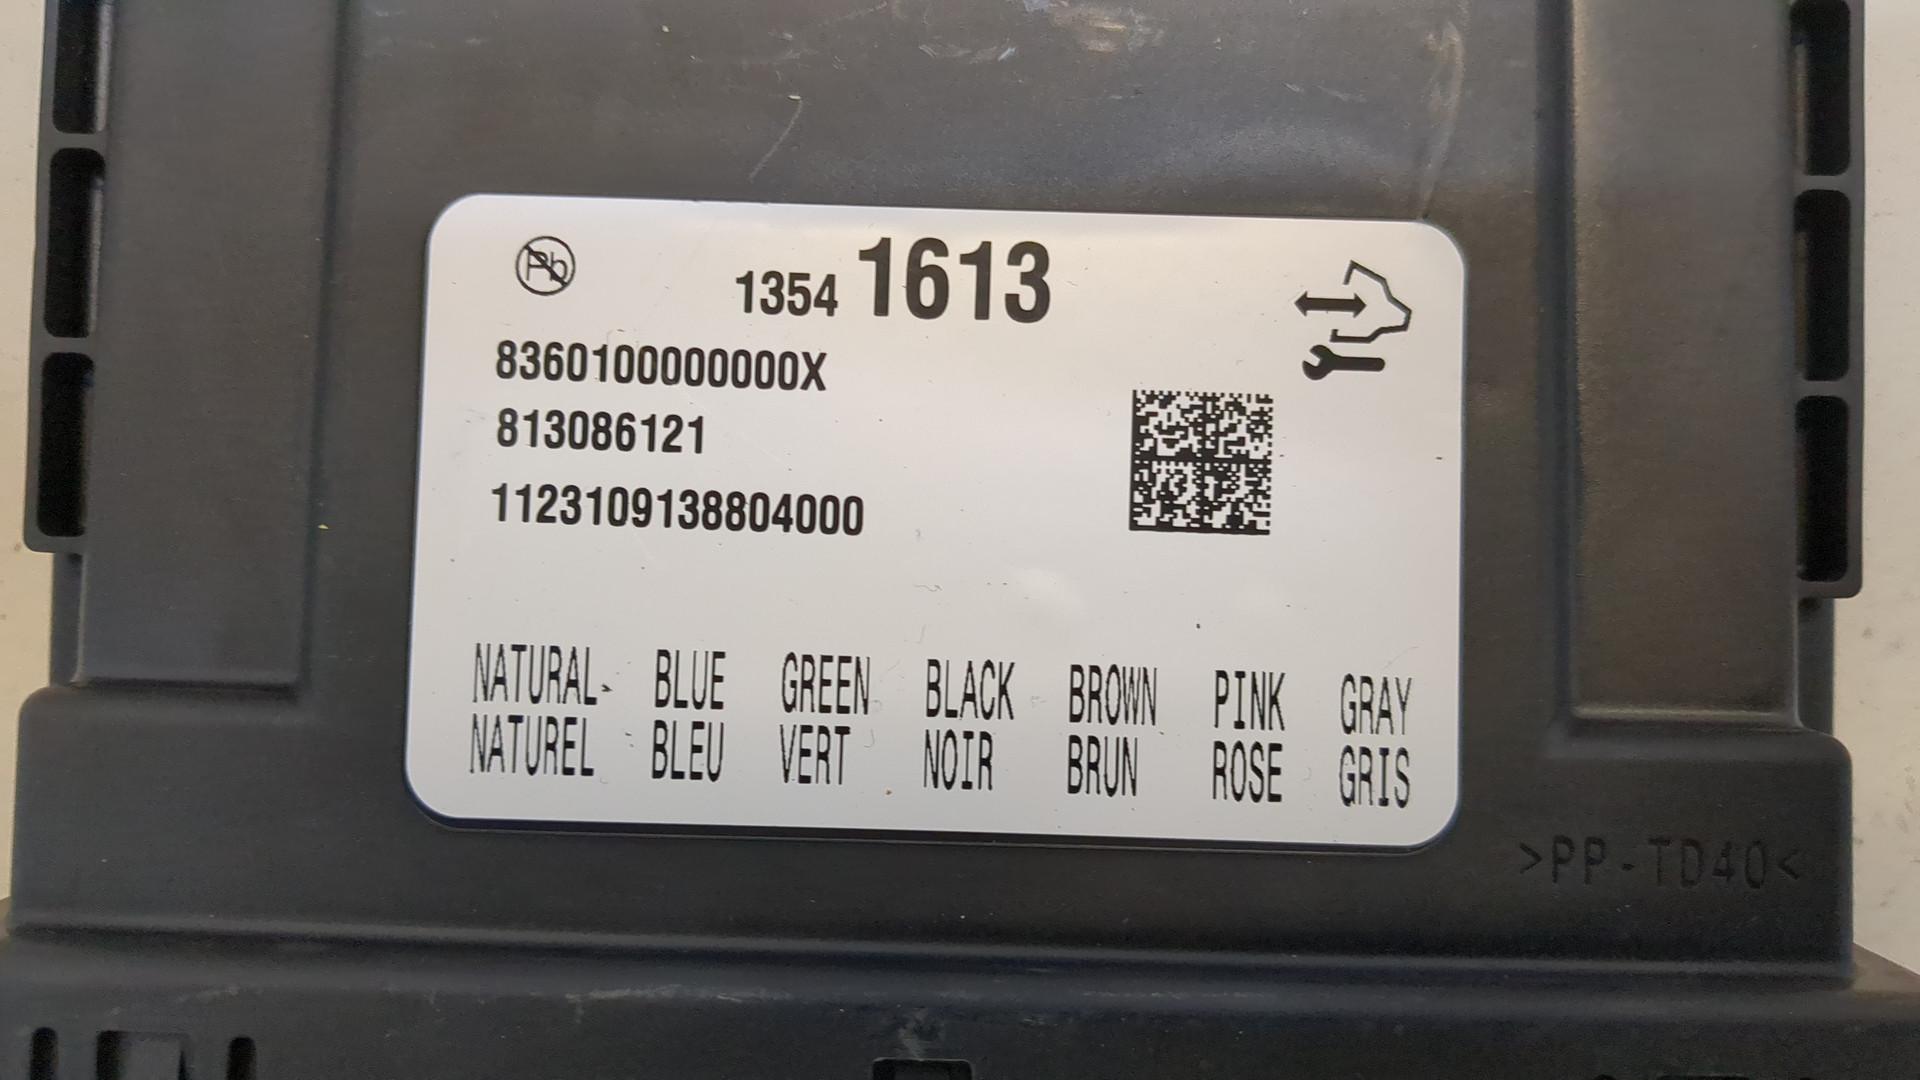 Pb
1354 1613
8360100000000X
813086121
1123109138804000
NATURAL BLUE GREEN BLACK BROWN PINK GRAY
NATUREL BLEU VERT NOIR BRUN ROSE GRIS
>PP-TD40<